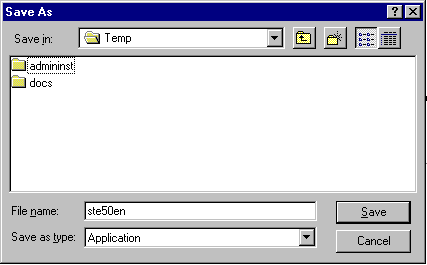 Save As
Save in: Temp
admininst
docs
File name: ste50en Save
Save as type: Application Cancel